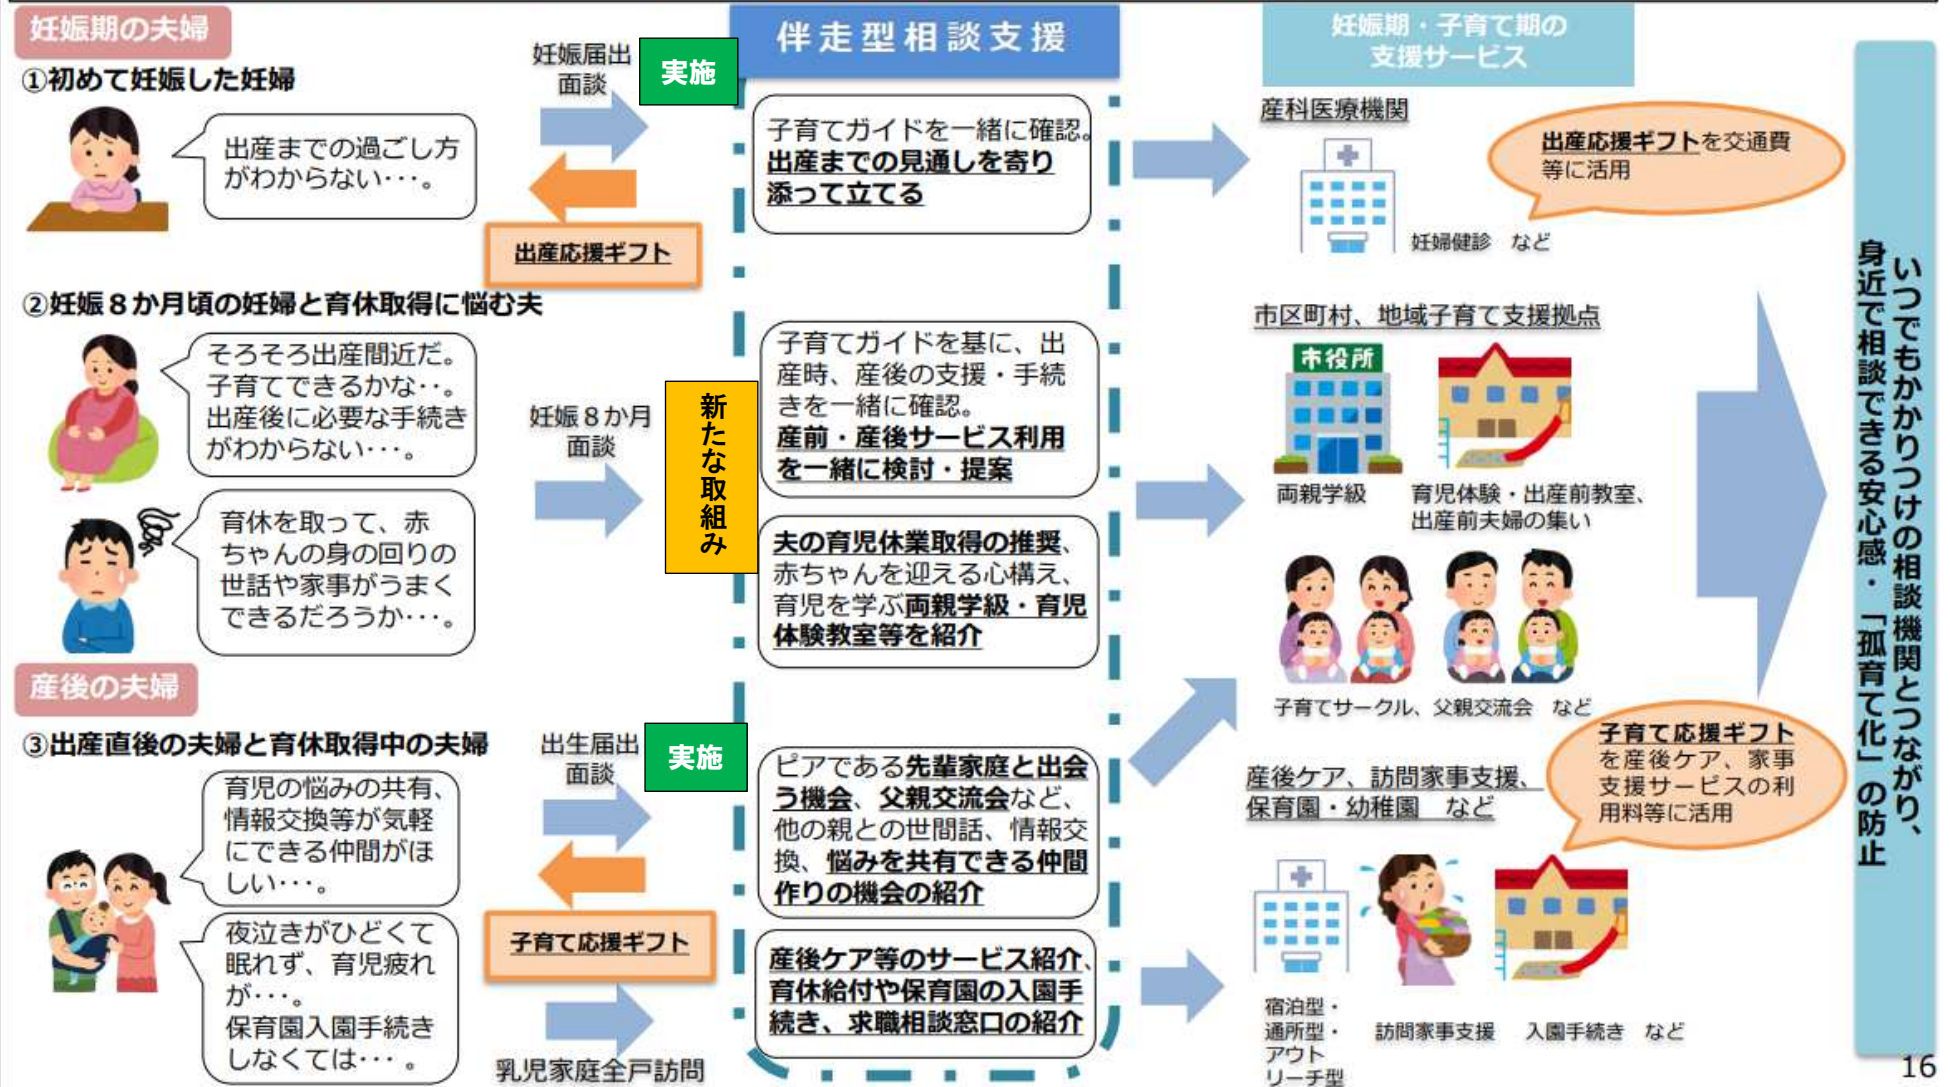 妊娠期の夫婦
①初めて妊娠した妊婦
出産までの過ごし方
がわからない･･･。
妊娠届出
面談
実施
出産応援ギフト
伴走型相談支援
子育てガイドを一緒に確認。
出産までの見通しを寄り
添って立てる
妊娠期・子育て期の
支援サービス
産科医療機関
妊婦健診　など
出産応援ギフトを交通費
等に活用
②妊娠８か月頃の妊婦と育休取得に悩む夫
そろそろ出産間近だ。
子育てできるかな･･。
出産後に必要な手続き
がわからない･･･。
育休を取って、赤
ちゃんの身の回りの
世話や家事がうまく
できるだろうか･･･。
妊娠８か月
面談
新たな取組み
子育てガイドを基に、出
産時、産後の支援・手続
きを一緒に確認。
産前・産後サービス利用
を一緒に検討・提案
夫の育児休業取得の推奨、
赤ちゃんを迎える心構え、
育児を学ぶ両親学級・育児
体験教室等を紹介
市区町村、地域子育て支援拠点
市役所
両親学級
育児体験・出産前教室、
出産前夫婦の集い
子育てサークル、父親交流会　など
産後の夫婦
③出産直後の夫婦と育休取得中の夫婦
育児の悩みの共有、
情報交換等が気軽
にできる仲間がほ
しい･･･。
夜泣きがひどくて
眠れず、育児疲れ
が･･･。
保育園入園手続き
しなくては･･･ 。
出生届出
面談
実施
子育て応援ギフト
乳児家庭全戸訪問
ピアである先輩家庭と出会
う機会、父親交流会など、
他の親との世間話、情報交
換、悩みを共有できる仲間
作りの機会の紹介
産後ケア等のサービス紹介、
育休給付や保育園の入園手
続き、求職相談窓口の紹介
産後ケア、訪問家事支援、
保育園・幼稚園　など
子育て応援ギフト
を産後ケア、家事
支援サービスの利
用料等に活用
宿泊型・
通所型・
アウト
リーチ型
訪問家事支援
入園手続き　など
いつでもかかりつけの相談機関とつながり、
身近で相談できる安心感・「孤育て化」の防止
16